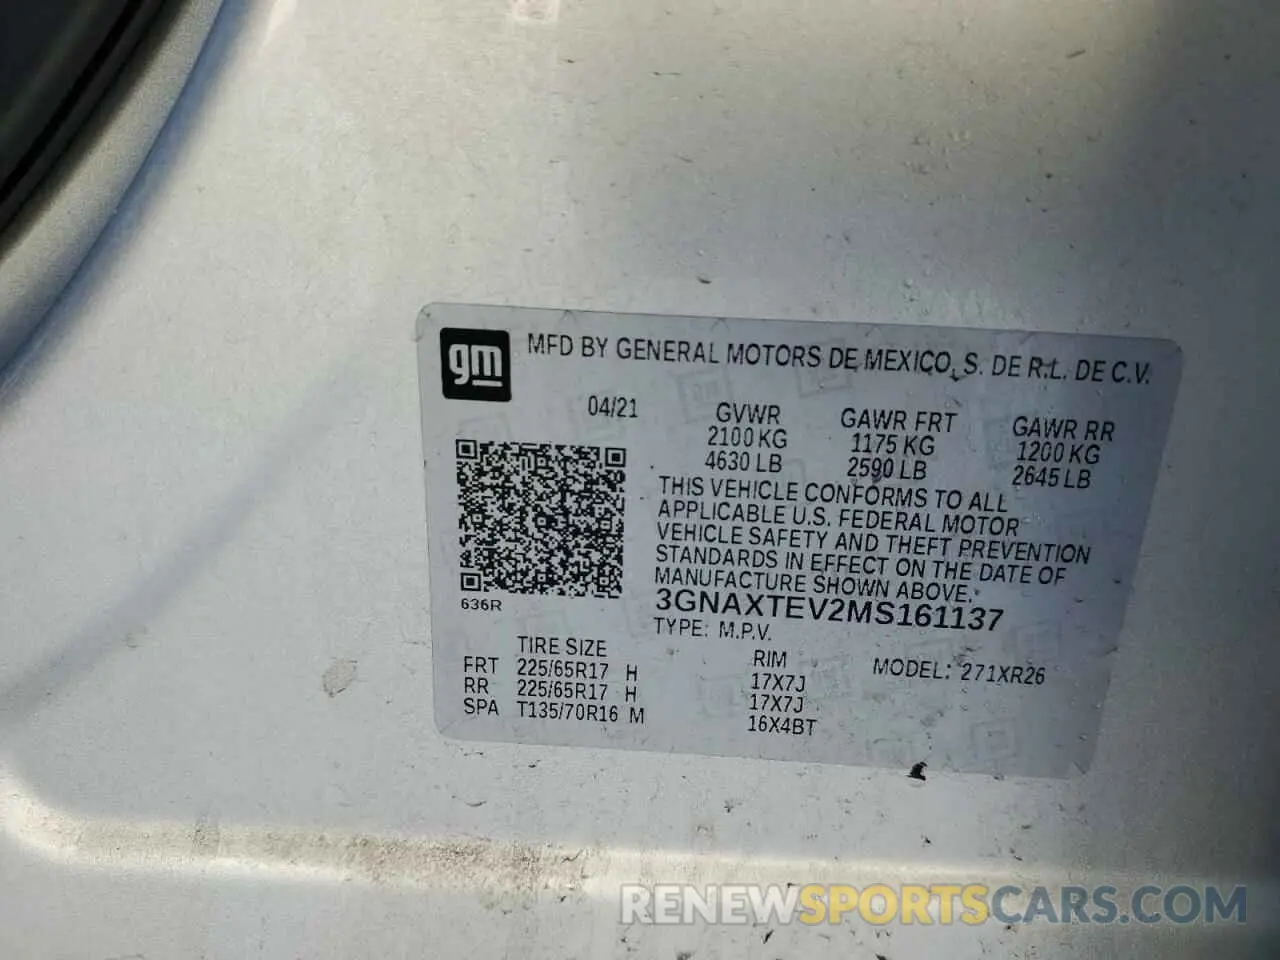 gm
MFD BY GENERAL MOTORS DE MEXICO, S. DE R.L. DE C.V.
04/21
GVWR GAWR FRT GAWR RR
2100 KG 1175 KG 1200 KG
4630 LB 2590 LB 2645 LB
THIS VEHICLE CONFORMS TO ALL
APPLICABLE U.S. FEDERAL MOTOR
VEHICLE SAFETY AND THEFT PREVENTION
STANDARDS IN EFFECT ON THE DATE OF
MANUFACTURE SHOWN ABOVE.
636R
3GNAXTEV2MS161137
TYPE: M.P.V.
TIRE SIZE RIM MODEL: 271XR26
FRT 225/65R17 H 17X7J
RR 225/65R17 H 17X7J
SPA T135/70R16 M 16X4BT
RENEWSPORTSCARS.COM